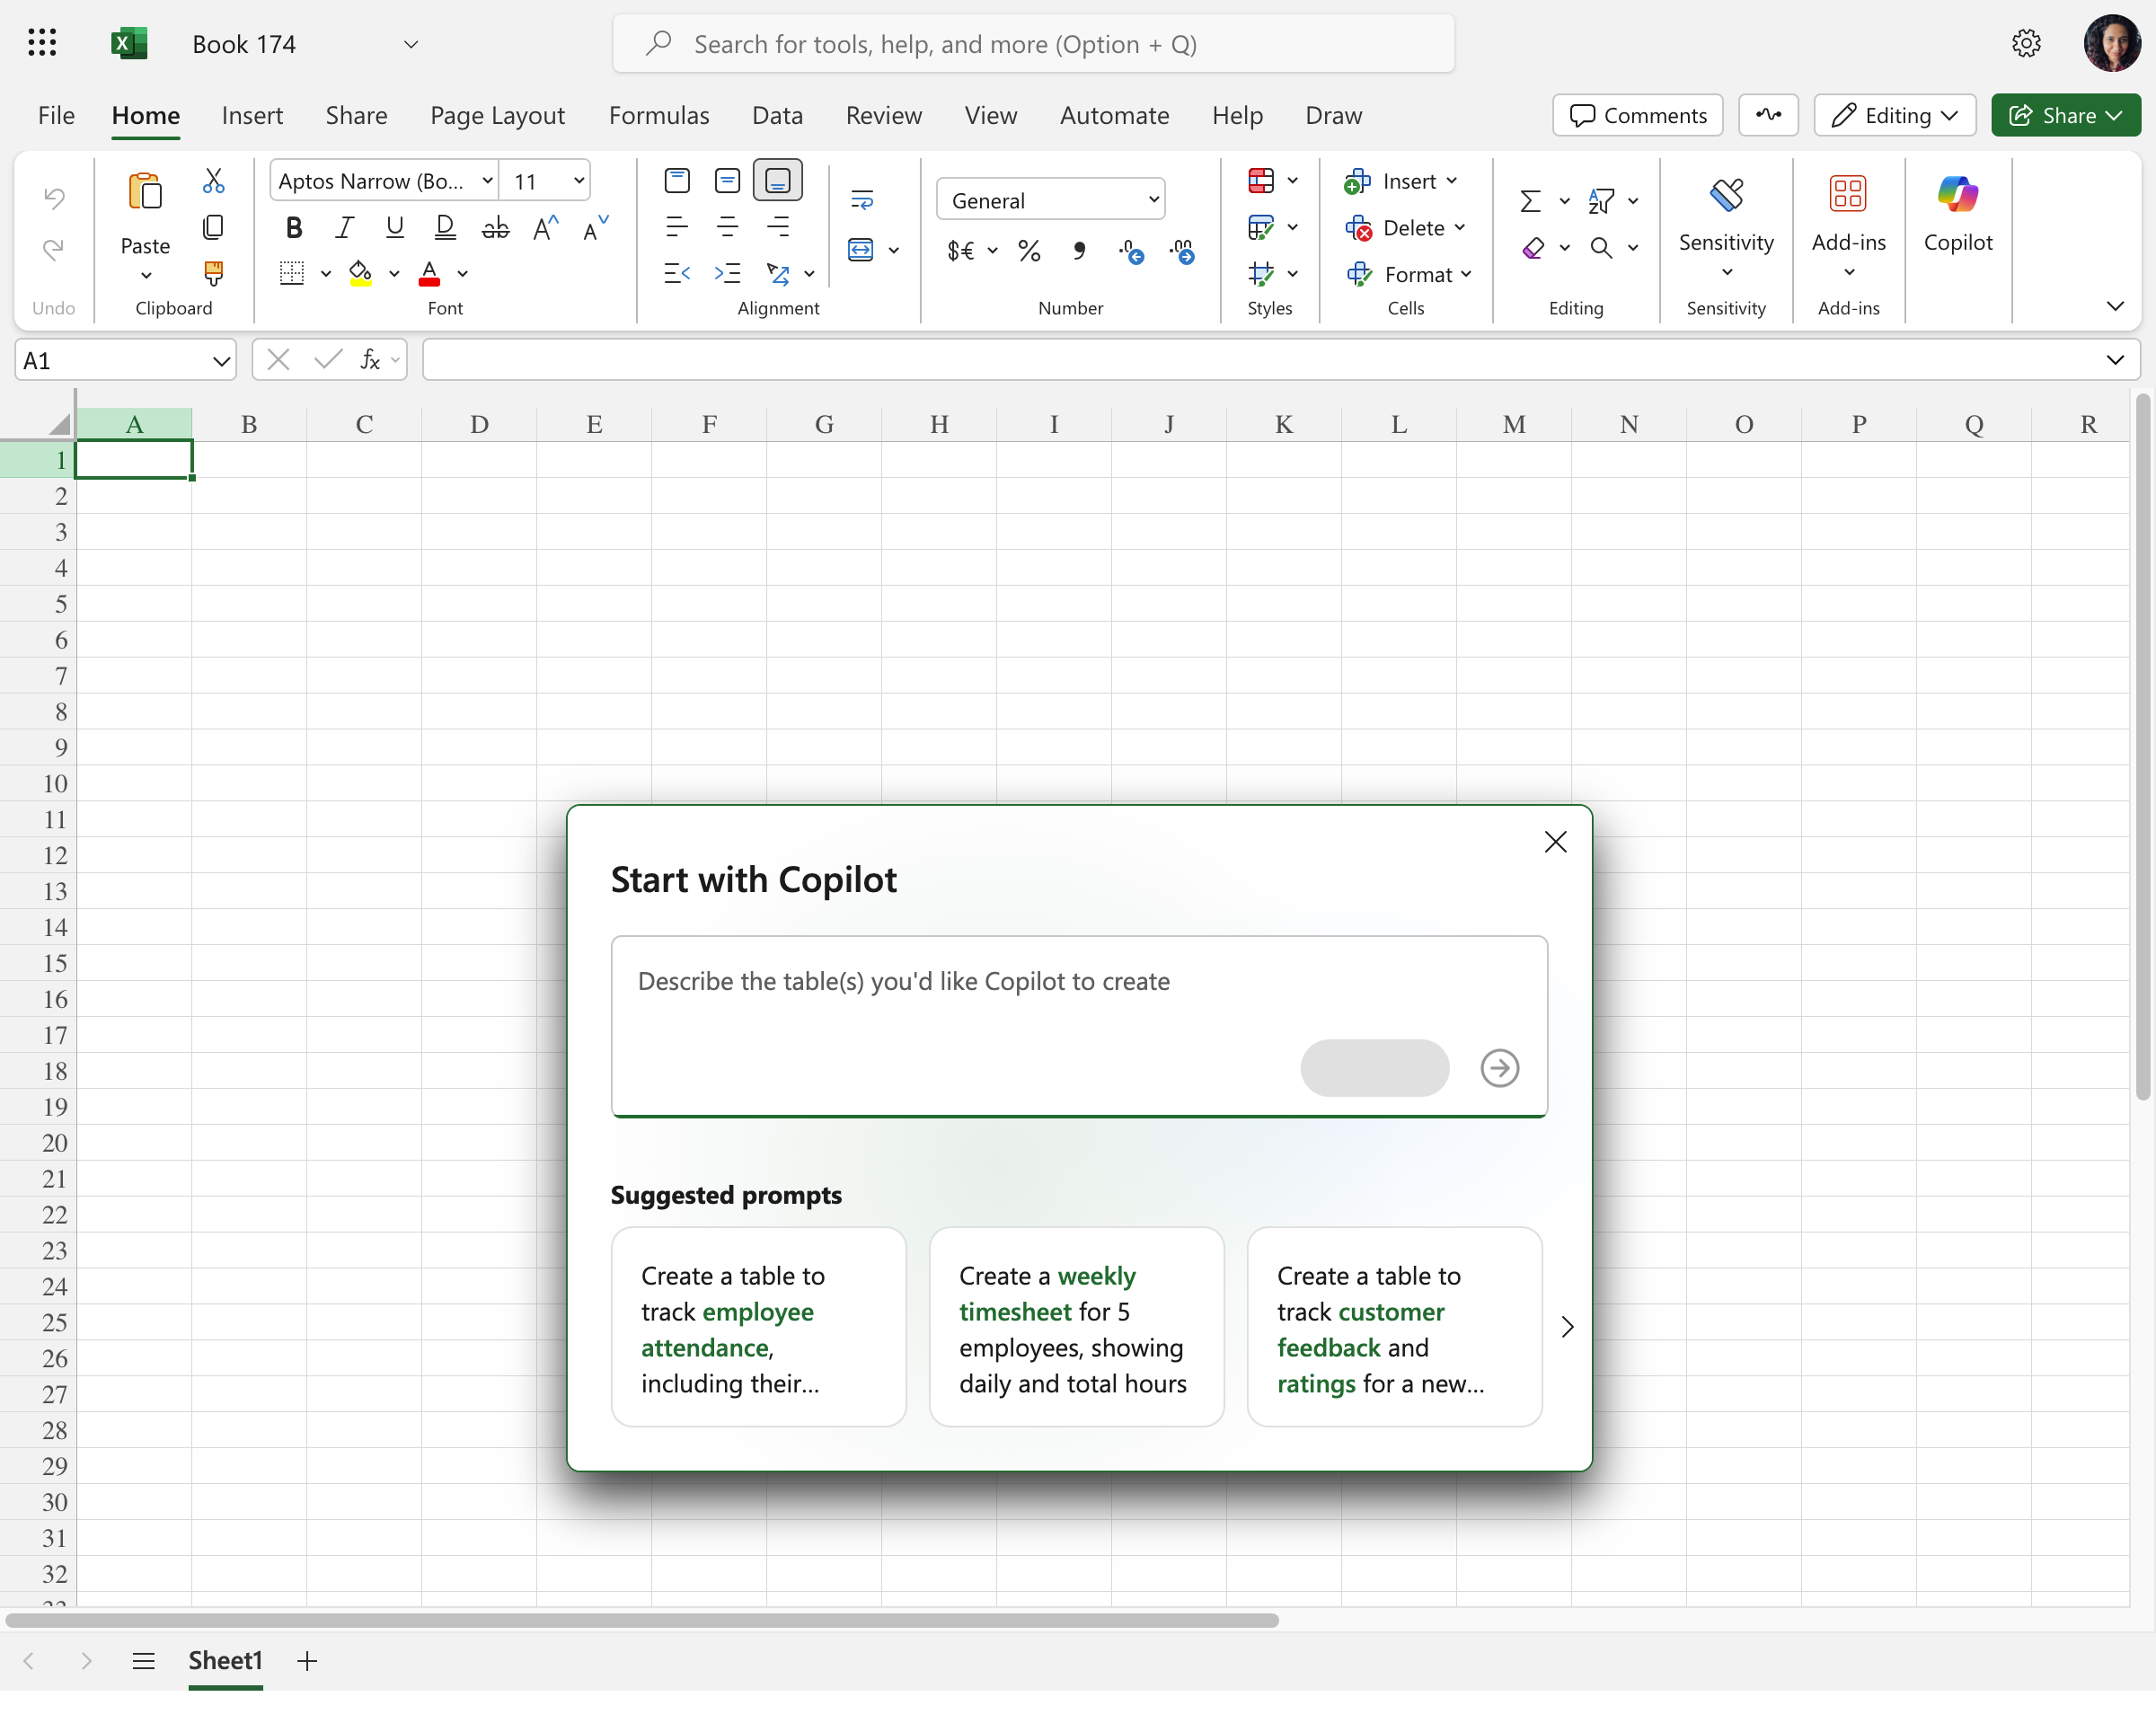 Book 174
Search for tools, help, and more (Option + Q)
File Home Insert Share Page Layout Formulas Data Review View Automate Help Draw
Comments Editing Share
Undo
Paste
Clipboard
Aptos Narrow (Bo... 11
Font
Alignment
General
Number
Styles
Insert
Delete
Format
Cells
Editing
Sensitivity
Sensitivity
Add-ins
Add-ins
Copilot
A1
fx
A B C D E F G H I J K L M N O P Q R
1
2
3
4
5
6
7
8
9
10
11
12
13
14
15
16
17
18
19
20
21
22
23
24
25
26
27
28
29
30
31
32
Start with Copilot
Describe the table(s) you'd like Copilot to create
Suggested prompts
Create a table to
track employee
attendance,
including their...
Create a weekly
timesheet for 5
employees, showing
daily and total hours
Create a table to
track customer
feedback and
ratings for a new...
Sheet1